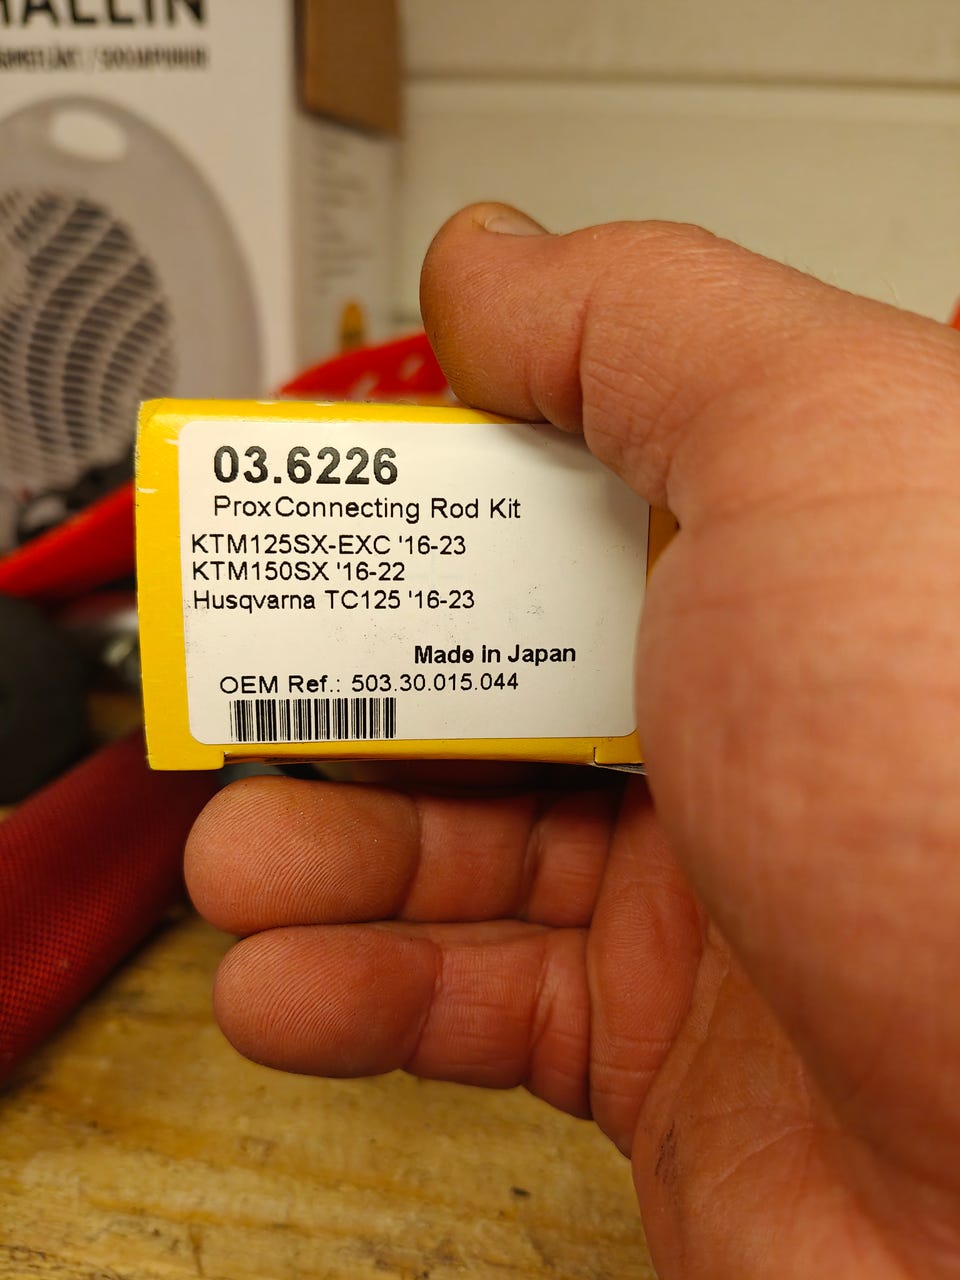 03.6226
ProxConnecting Rod Kit
KTM125SX-EXC '16-23
KTM150SX '16-22
Husqvarna TC125 '16-23
Made in Japan
OEM Ref.: 503.30.015.044